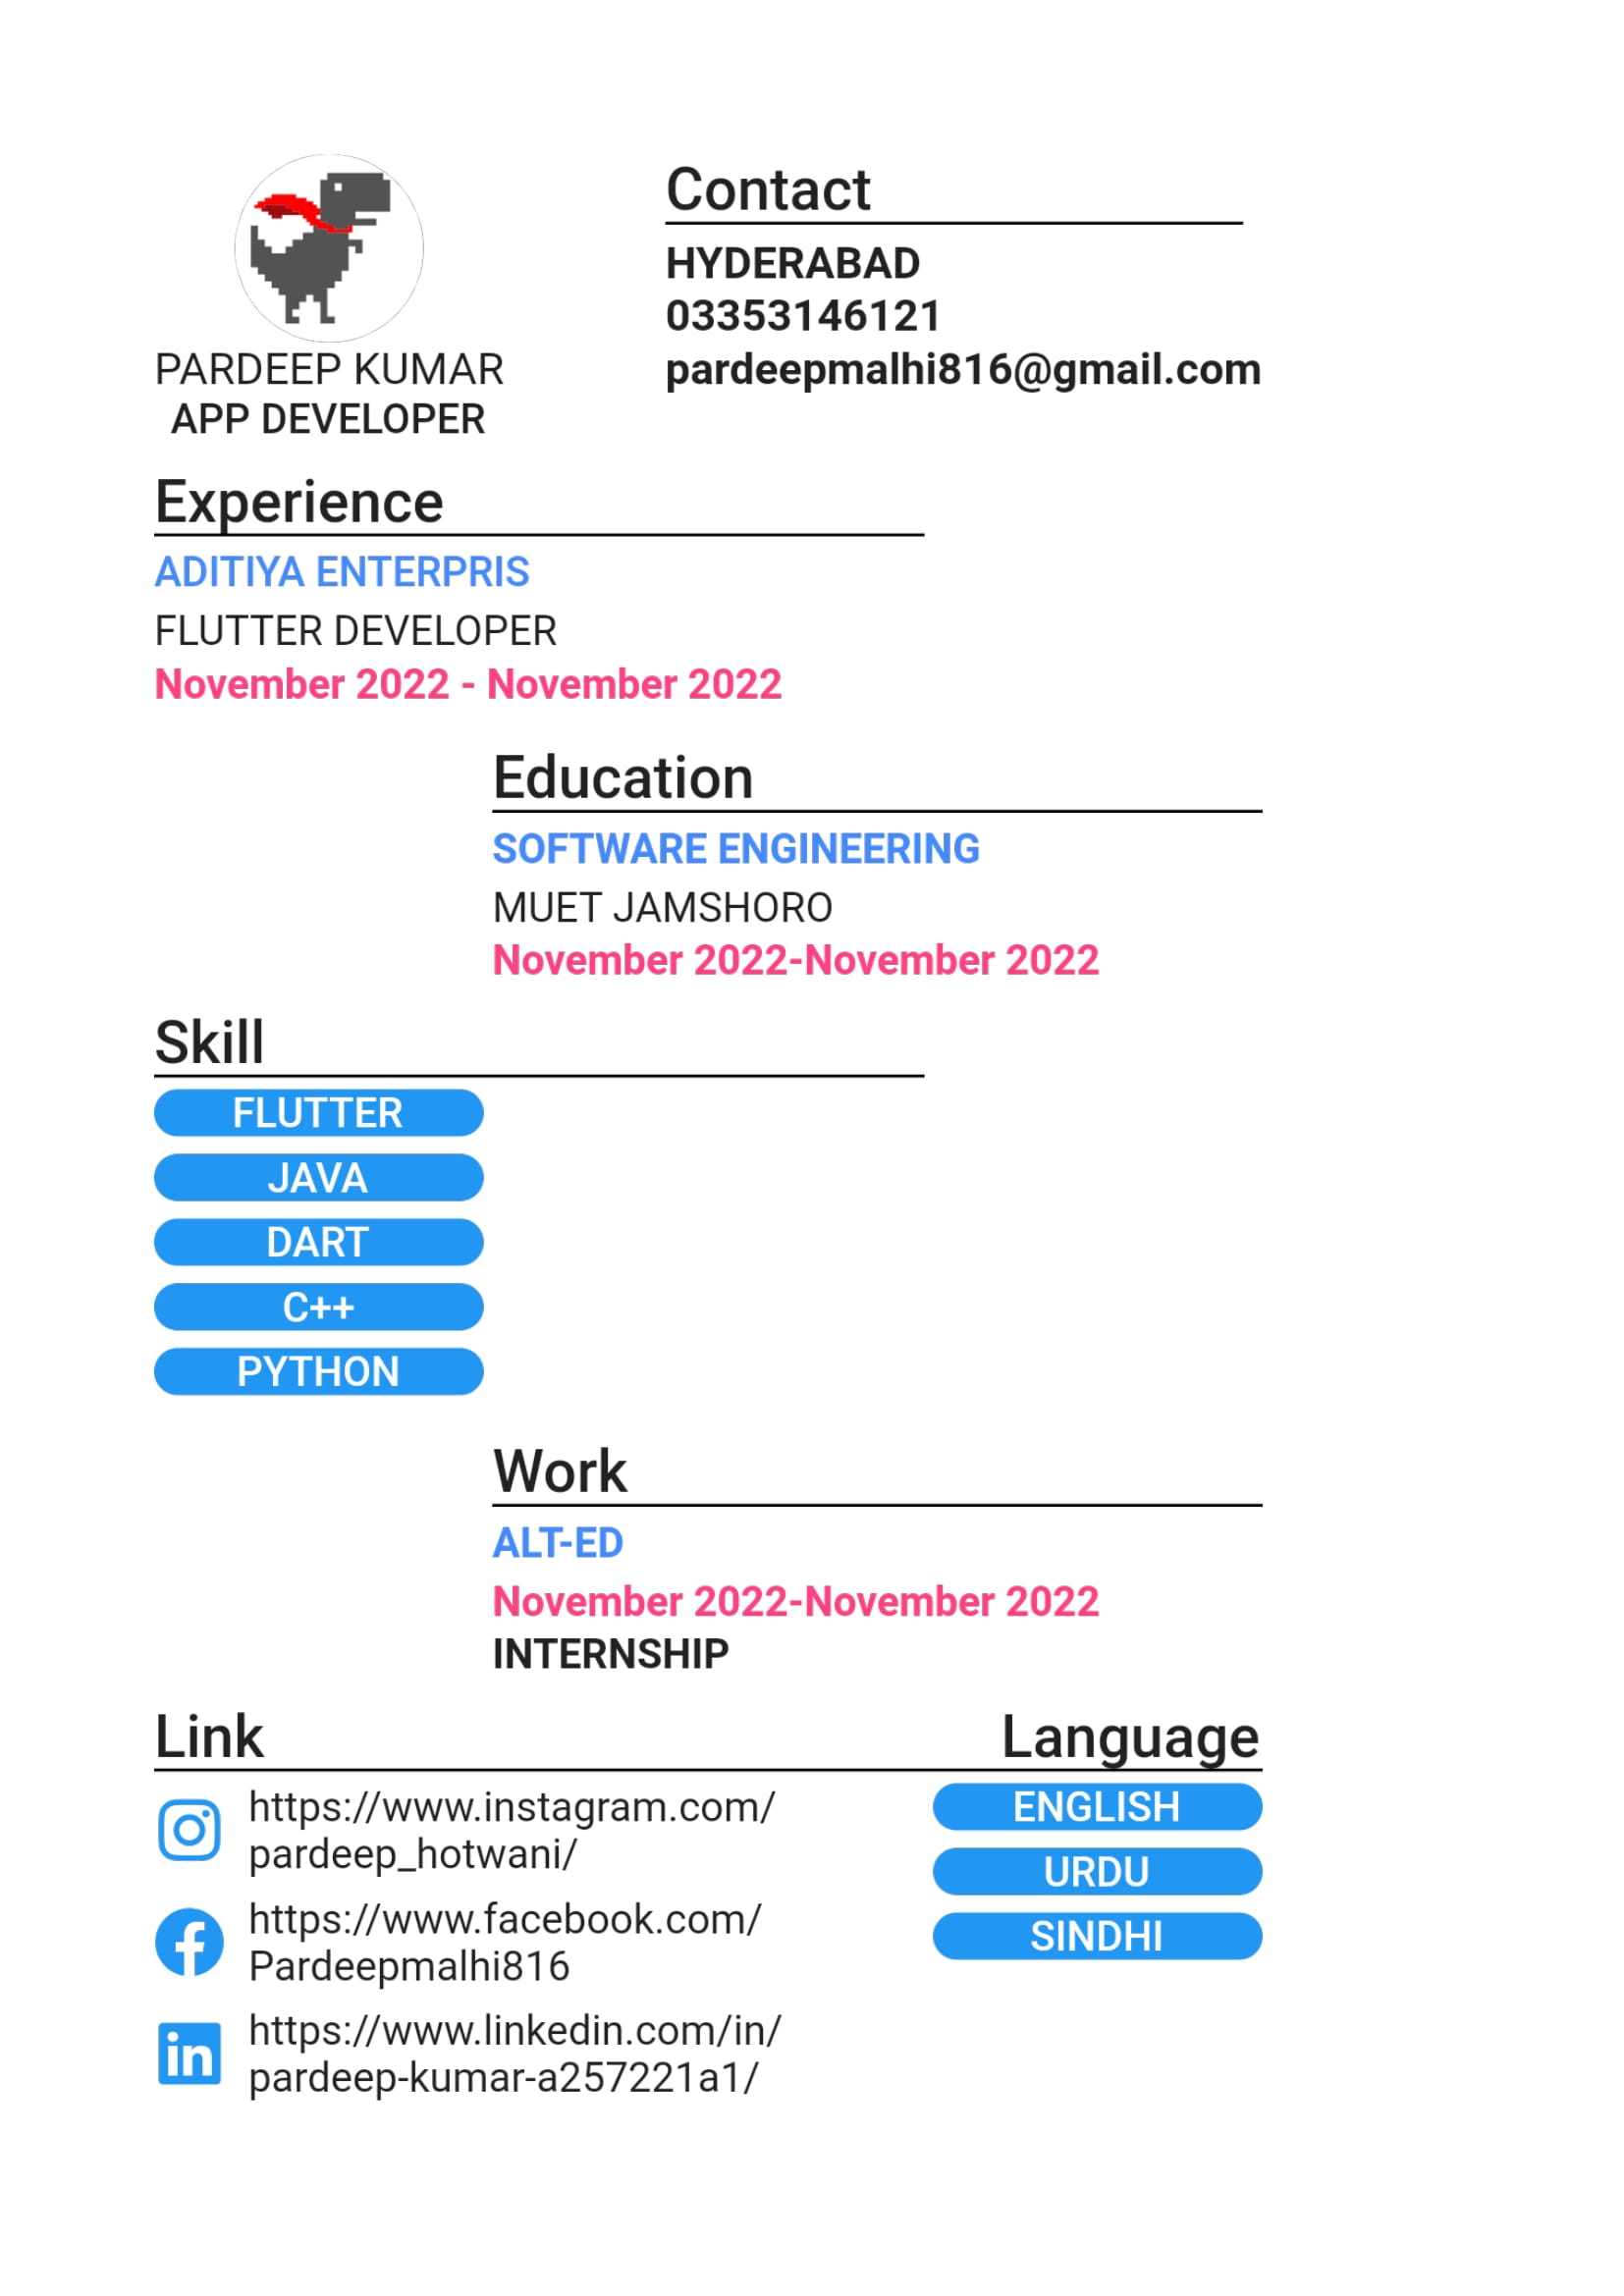 PARDEEP KUMAR
APP DEVELOPER
Contact
HYDERABAD
03353146121
pardeepmalhi816@gmail.com
Experience
ADITIYA ENTERPRIS
FLUTTER DEVELOPER
November 2022 - November 2022
Education
SOFTWARE ENGINEERING
MUET JAMSHORO
November 2022-November 2022
Skill
FLUTTER
JAVA
DART
C++
PYTHON
Work
ALT-ED
November 2022-November 2022
INTERNSHIP
Link
https://www.instagram.com/
pardeep_hotwani/
https://www.facebook.com/
Pardeepmalhi816
https://www.linkedin.com/in/
pardeep-kumar-a257221a1/
Language
ENGLISH
URDU
SINDHI